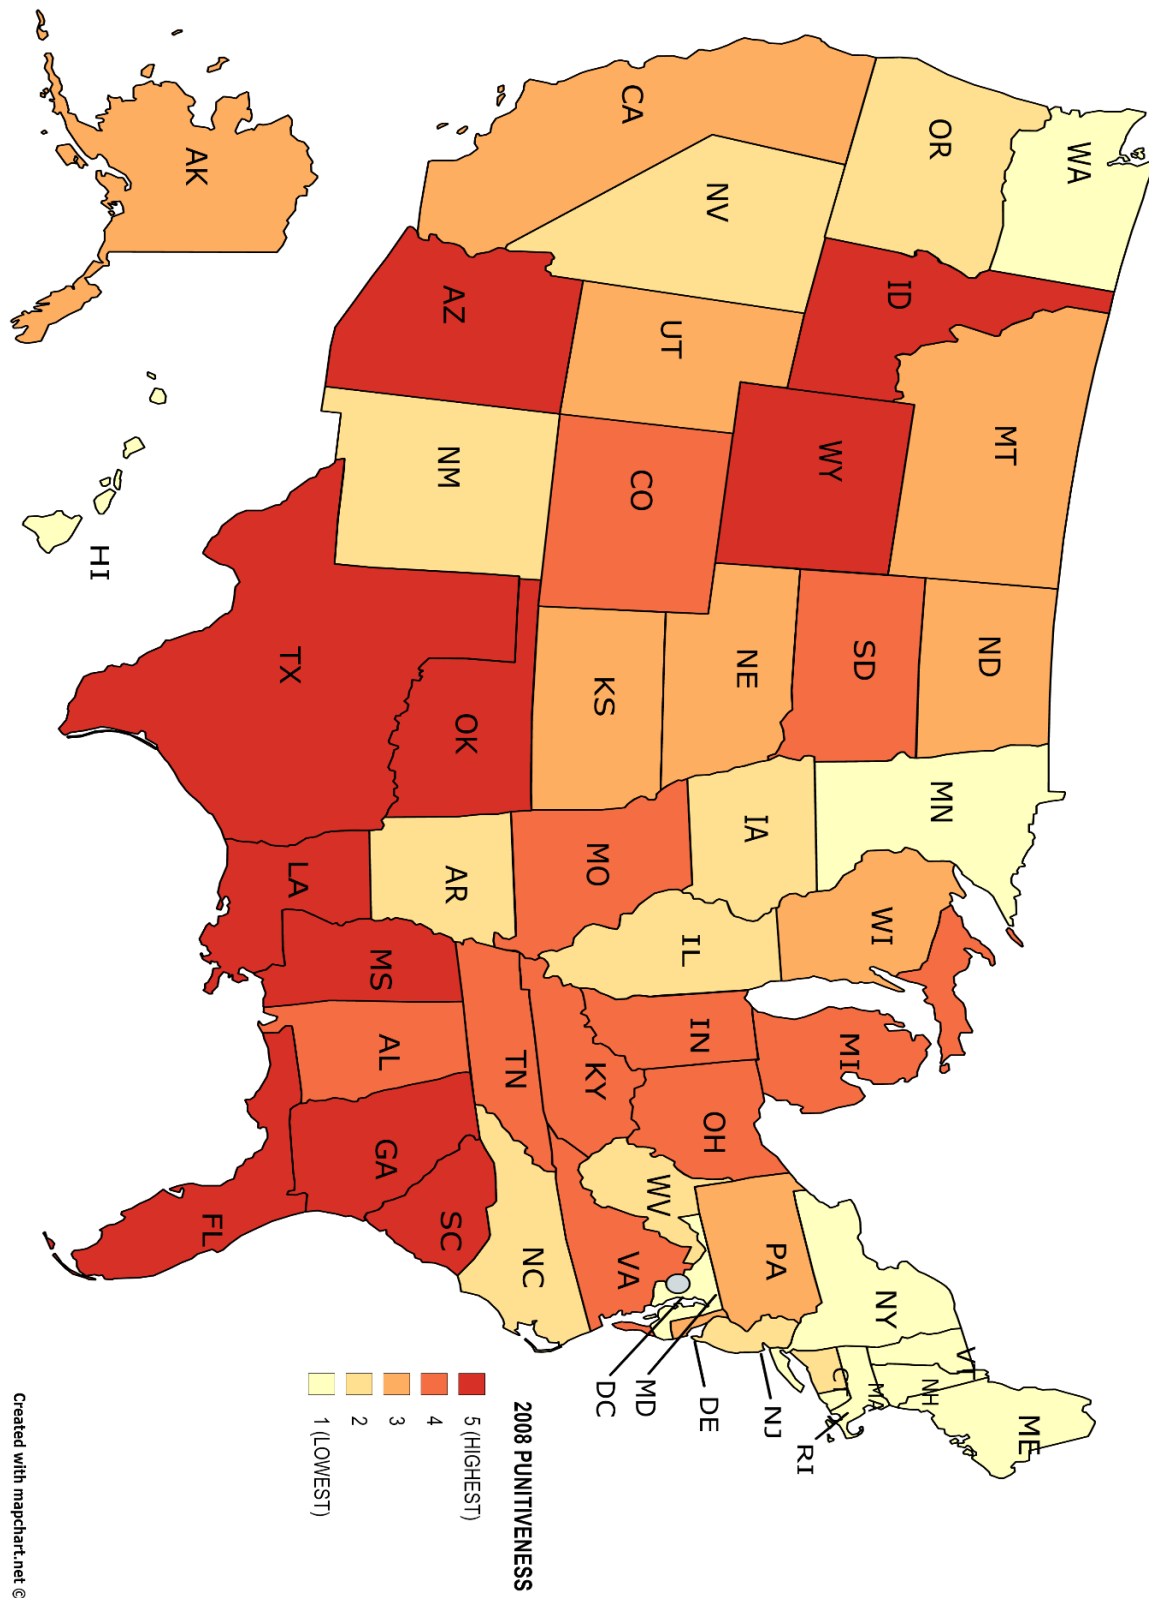 WA
OR
CA
NV
ID
MT
WY
UT
AZ
CO
NM
ND
SD
NE
KS
OK
TX
MN
IA
MO
AR
LA
WI
IL
MS
MI
IN
KY
TN
AL
OH
GA
FL
SC
NC
WV
VA
PA
NY
VT
NH
ME
MA
CT
RI
NJ
DE
MD
DC
AK
HI
2008 PUNITIVENESS
5 (HIGHEST)
4
3
2
1 (LOWEST)
Created with mapchart.net ©